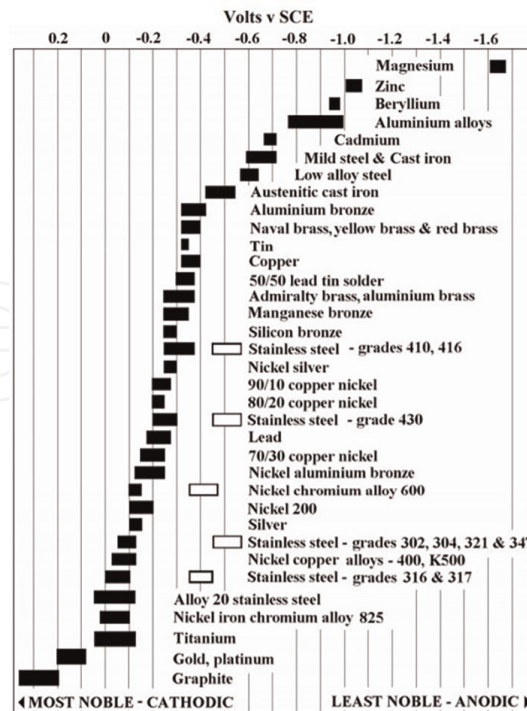 Volts v SCE
0.2 0 -0.2 -0.4 -0.6 -0.8 -1.0 -1.2 -1.4 -1.6
Magnesium
Zinc
Beryllium
Aluminium alloys
Cadmium
Mild steel & Cast iron
Low alloy steel
Austenitic cast iron
Aluminium bronze
Naval brass, yellow brass & red brass
Tin
Copper
50/50 lead tin solder
Admiralty brass, aluminium brass
Manganese bronze
Silicon bronze
Stainless steel - grades 410, 416
Nickel silver
90/10 copper nickel
80/20 copper nickel
Stainless steel - grade 430
Lead
70/30 copper nickel
Nickel aluminium bronze
Nickel chromium alloy 600
Nickel 200
Silver
Stainless steel - grades 302, 304, 321 & 347
Nickel copper alloys - 400, K500
Stainless steel - grades 316 & 317
Alloy 20 stainless steel
Nickel iron chromium alloy 825
Titanium
Gold, platinum
Graphite
MOST NOBLE - CATHODIC LEAST NOBLE - ANODIC